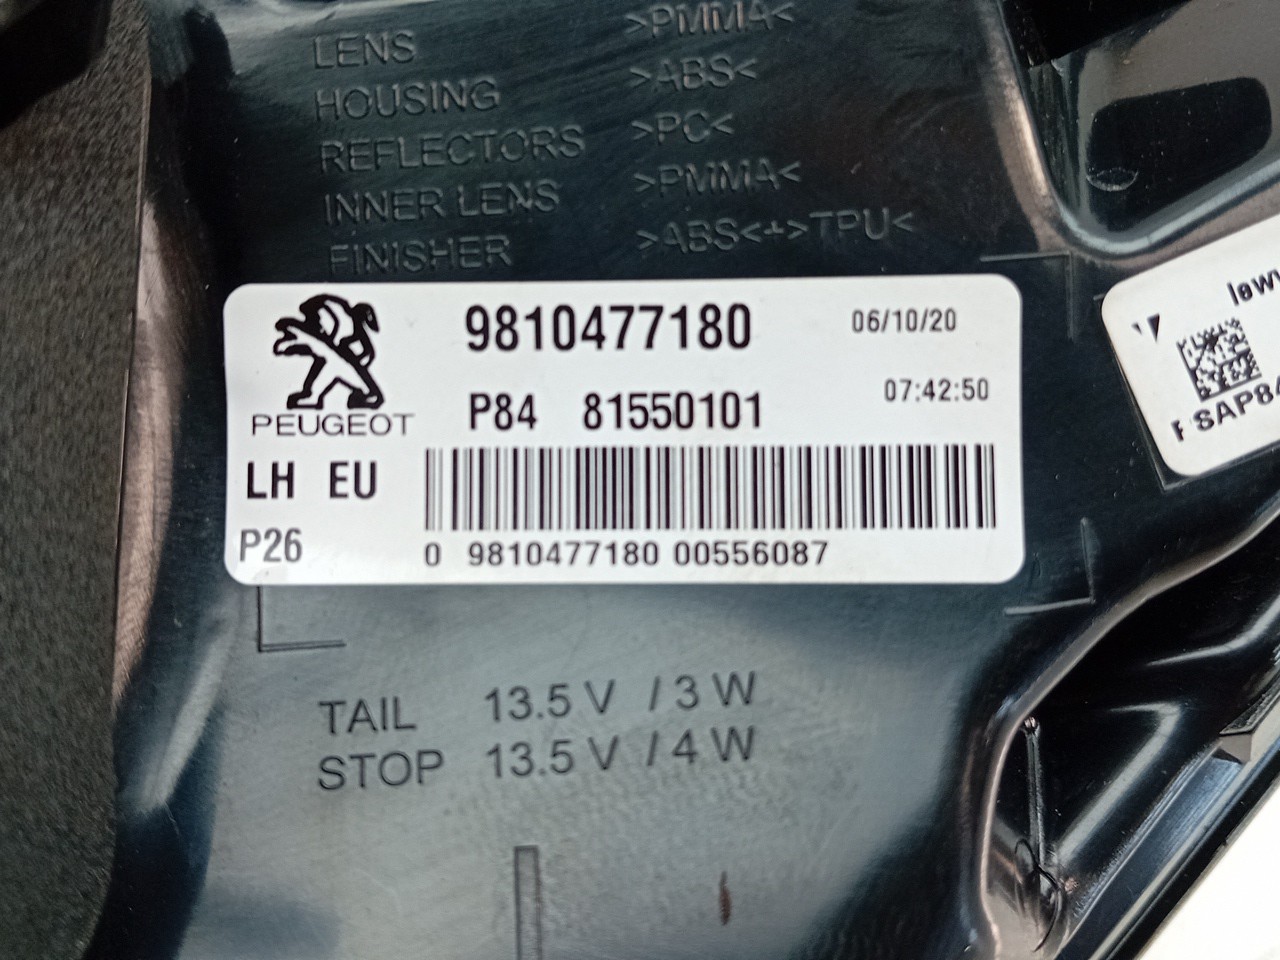 LENS >PMMA<
HOUSING >ABS<
REFLECTORS >PC<
INNER LENS >PMMA<
FINISHER >ABS<+>TPU<
9810477180 06/10/20
P84 81550101 07:42:50
PEUGEOT
LH EU
P26
0 9810477180 00556087
TAIL 13.5 V / 3 W
STOP 13.5 V / 4 W
SAP84